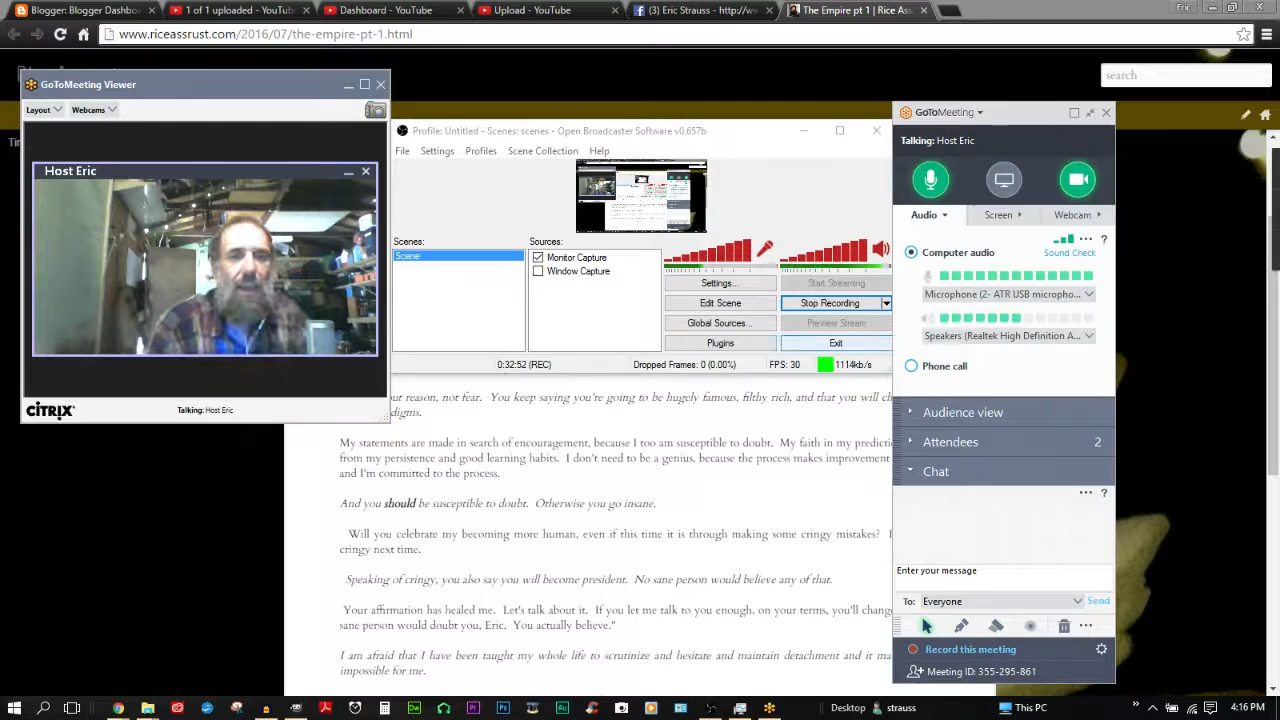 Blogger: Blogger Dashbo
1 of 1 uploaded - YouTub
Dashboard - YouTube
Upload - YouTube
(3) Eric Strauss - http://ww
The Empire pt 1 | Rice Ass
Eric
www.riceassrust.com/2016/07/the-empire-pt-1.html
search
GoToMeeting Viewer
Layout
Webcams
Host Eric
CITRIX
Talking: Host Eric
Profile: Untitled - Scenes: scenes - Open Broadcaster Software v0.657b
File Settings Profiles Scene Collection Help
Scenes:
Scene
Sources:
Monitor Capture
Window Capture
Settings...
Start Streaming
Edit Scene
Stop Recording
Global Sources...
Preview Stream
Plugins
Exit
0:32:52 (REC)
Dropped Frames: 0 (0.00%)
FPS: 30
1114kb/s
GoToMeeting
Talking: Host Eric
Audio
Screen
Webcam
?
Computer audio
Sound Check
Microphone (2- ATR USB micropho...
Speakers (Realtek High Definition A...
Phone call
Audience view
Attendees 2
Chat
?
Enter your message
To: Everyone
Send
Record this meeting
Meeting ID: 355-295-861
reason, not fear. You keep saying you're going to be hugely famous, filthy rich, and that you will
digms.
My statements are made in search of encouragement, because I too am susceptible to doubt. My faith in my
from my persistence and good learning habits. I don't need to be a genius, because the process makes improvement
and I'm committed to the process.
And you should be susceptible to doubt. Otherwise you go insane.
Will you celebrate my becoming more human, even if this time it is through making some cringy mistakes?
cringy next time.
Speaking of cringy, you also say you will become president. No sane person would believe any of that.
Your affirmation has healed me. Let's talk about it. If you let me talk to you enough, on your terms, you'll
sane person would doubt you, Eric. You actually believe."
I am afraid that I have been taught my whole life to scrutinize and hesitate and maintain detachment and it
impossible for me.
Desktop
strauss
This PC
4:16 PM